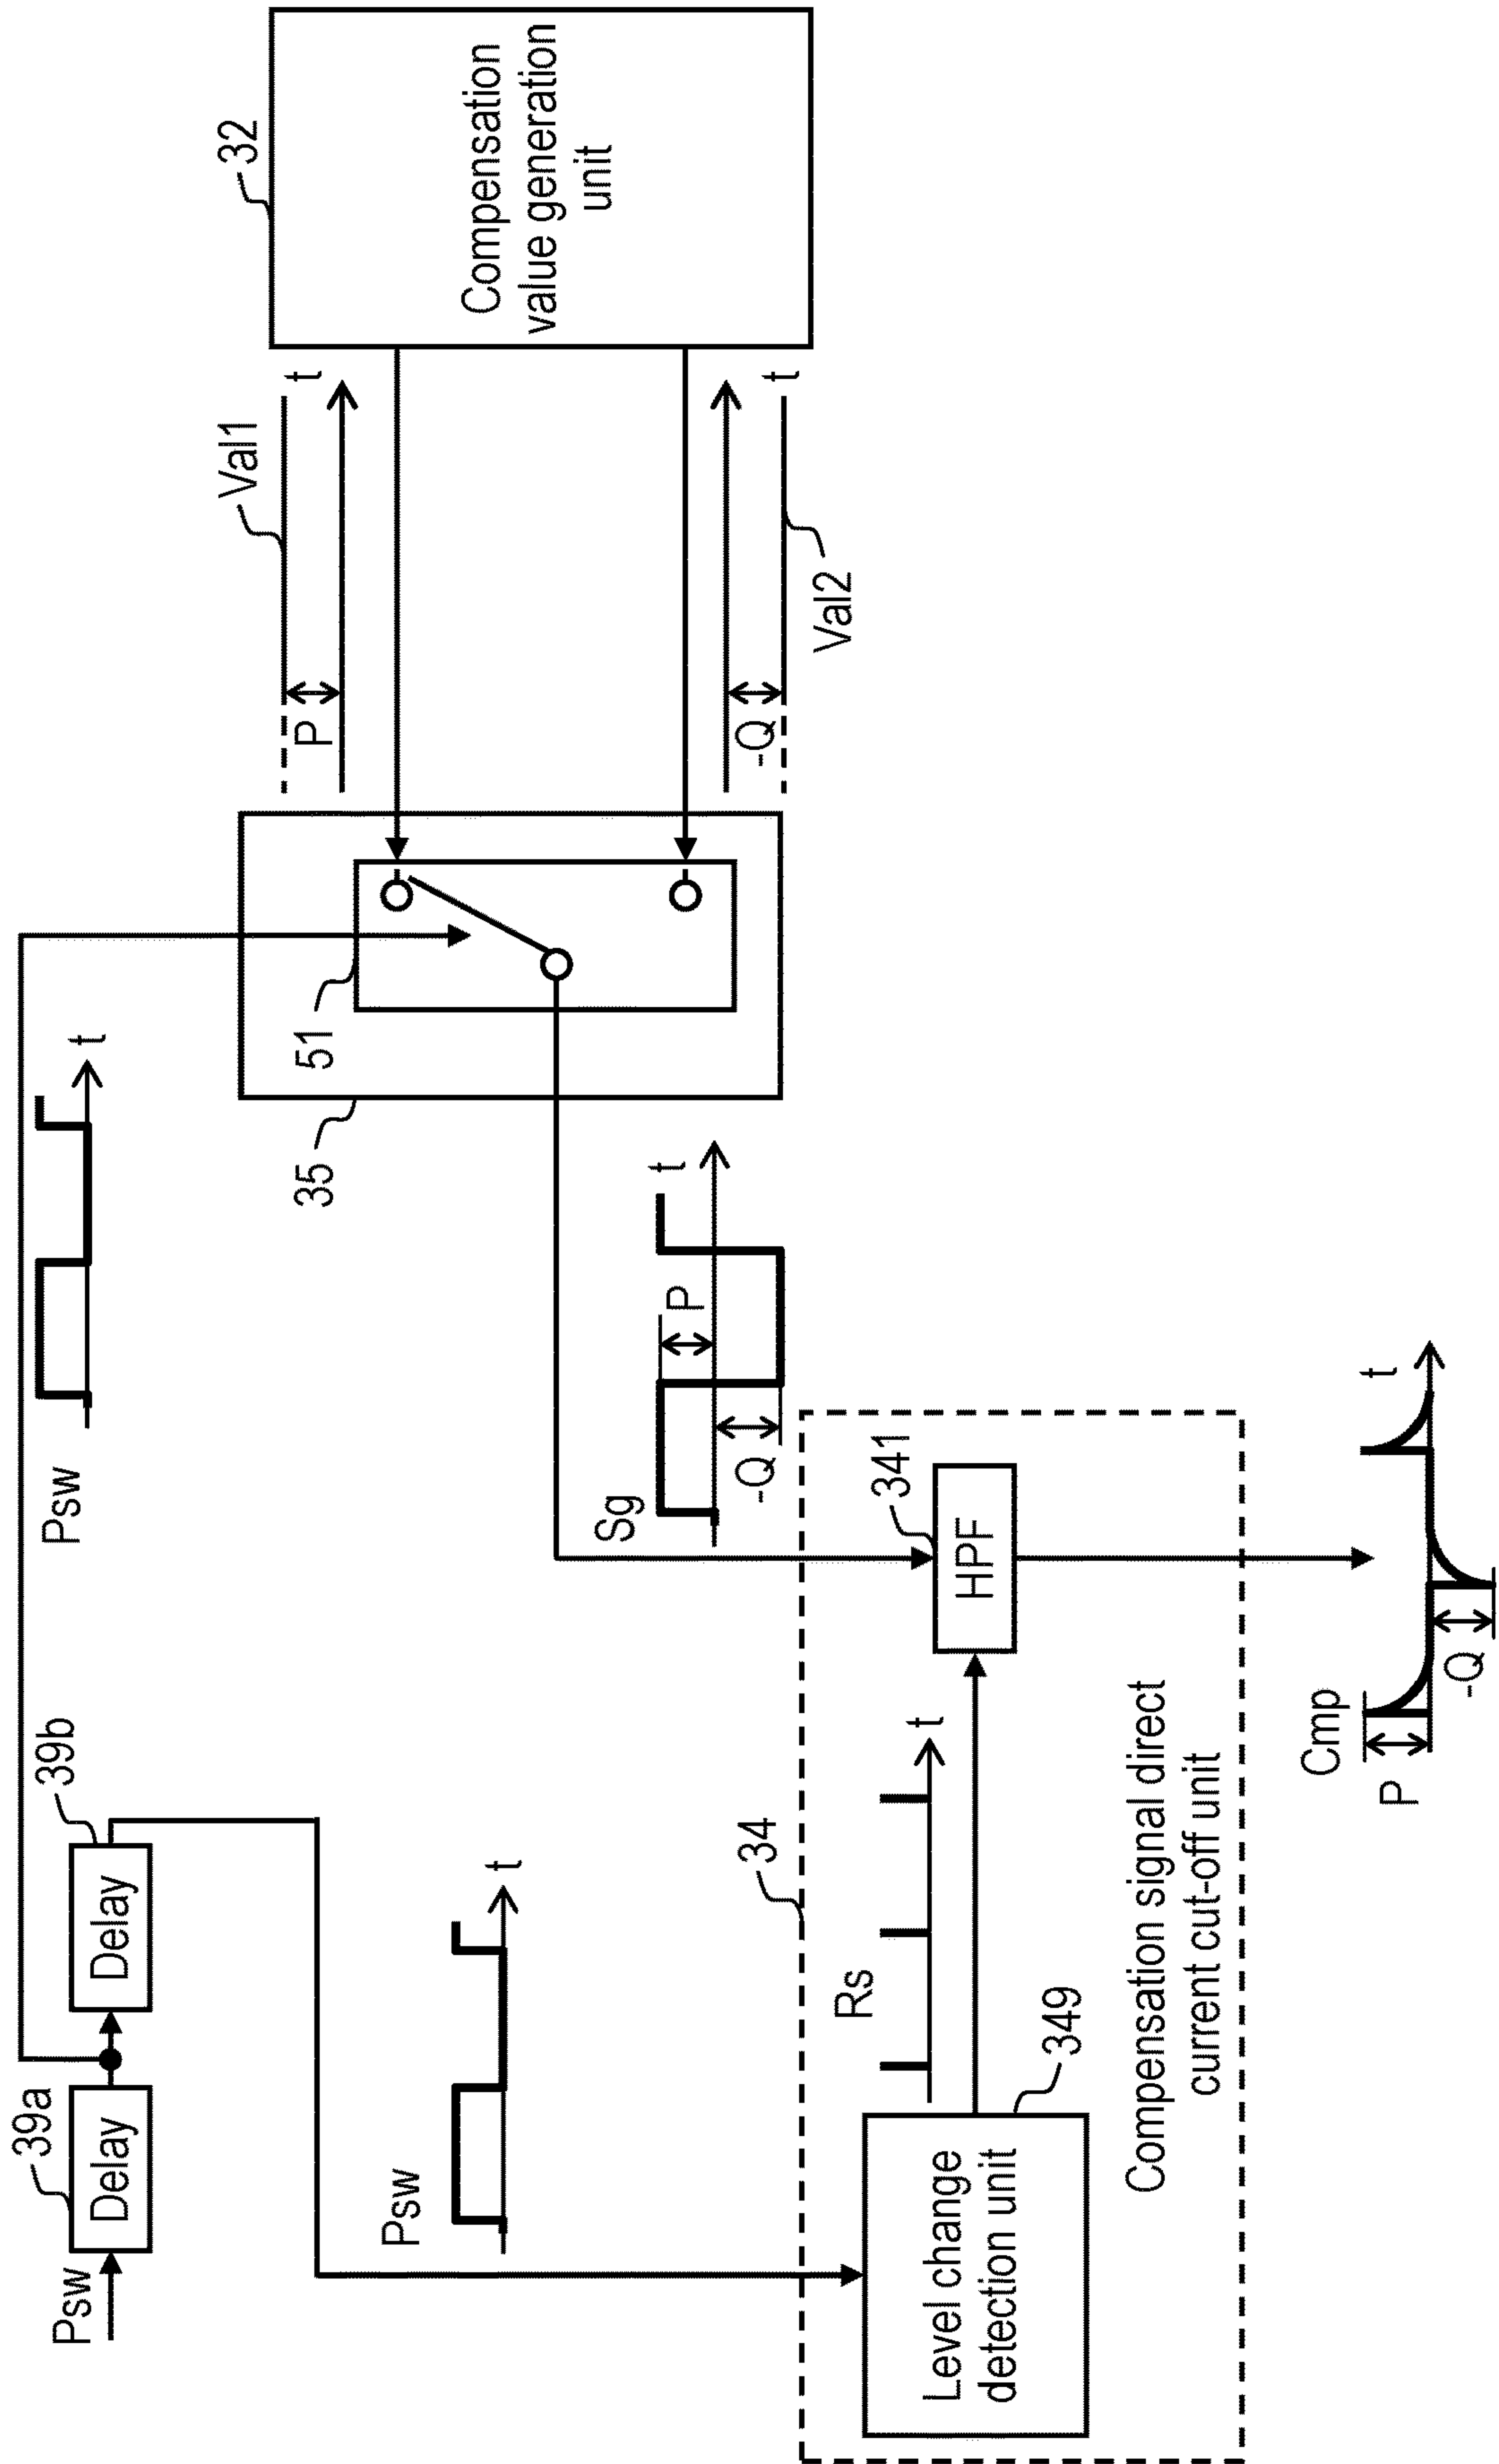 Psw
39a
Delay
39b
Delay
Psw
t
Psw
t
35
51
Val1
t
P
-Q
t
Val2
32
Compensation
value generation
unit
Sg
P
-Q
t
34
Level change
detection unit
349
Rs
t
HPF
341
Compensation signal direct
current cut-off unit
Cmp
P
-Q
t